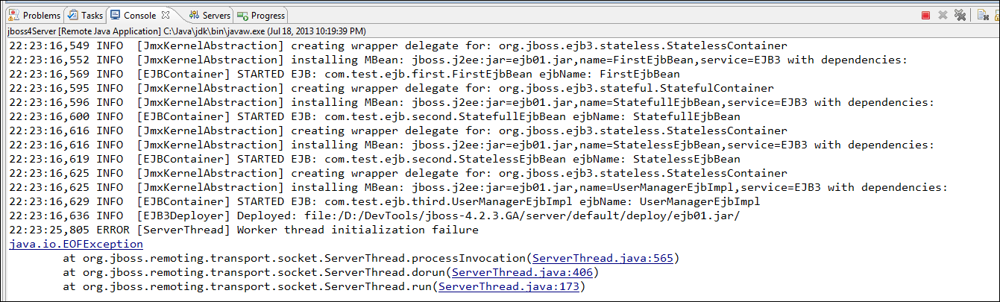 Problems Tasks Console Servers Progress
jboss4Server [Remote Java Application] C:\Java\jdk\bin\javaw.exe (Jul 18, 2013 10:19:39 PM)
22:23:16,549 INFO  [JmxKernelAbstraction] creating wrapper delegate for: org.jboss.ejb3.stateless.StatelessContainer
22:23:16,552 INFO  [JmxKernelAbstraction] installing MBean: jboss.j2ee:jar=ejb01.jar,name=FirstEjbBean,service=EJB3 with dependencies:
22:23:16,569 INFO  [EJBContainer] STARTED EJB: com.test.ejb.first.FirstEjbBean ejbName: FirstEjbBean
22:23:16,595 INFO  [JmxKernelAbstraction] creating wrapper delegate for: org.jboss.ejb3.stateful.StatefulContainer
22:23:16,596 INFO  [JmxKernelAbstraction] installing MBean: jboss.j2ee:jar=ejb01.jar,name=StatefullEjbBean,service=EJB3 with dependencies:
22:23:16,600 INFO  [EJBContainer] STARTED EJB: com.test.ejb.second.StatefullEjbBean ejbName: StatefullEjbBean
22:23:16,616 INFO  [JmxKernelAbstraction] creating wrapper delegate for: org.jboss.ejb3.stateless.StatelessContainer
22:23:16,616 INFO  [JmxKernelAbstraction] installing MBean: jboss.j2ee:jar=ejb01.jar,name=StatelessEjbBean,service=EJB3 with dependencies:
22:23:16,619 INFO  [EJBContainer] STARTED EJB: com.test.ejb.second.StatelessEjbBean ejbName: StatelessEjbBean
22:23:16,625 INFO  [JmxKernelAbstraction] creating wrapper delegate for: org.jboss.ejb3.stateless.StatelessContainer
22:23:16,625 INFO  [JmxKernelAbstraction] installing MBean: jboss.j2ee:jar=ejb01.jar,name=UserManagerEjbImpl,service=EJB3 with dependencies:
22:23:16,629 INFO  [EJBContainer] STARTED EJB: com.test.ejb.third.UserManagerEjbImpl ejbName: UserManagerEjbImpl
22:23:16,636 INFO  [EJB3Deployer] Deployed: file:/D:/DevTools/jboss-4.2.3.GA/server/default/deploy/ejb01.jar/
22:23:25,805 ERROR [ServerThread] Worker thread initialization failure
java.io.EOFException
at org.jboss.remoting.transport.socket.ServerThread.processInvocation(ServerThread.java:565)
at org.jboss.remoting.transport.socket.ServerThread.dorun(ServerThread.java:406)
at org.jboss.remoting.transport.socket.ServerThread.run(ServerThread.java:173)